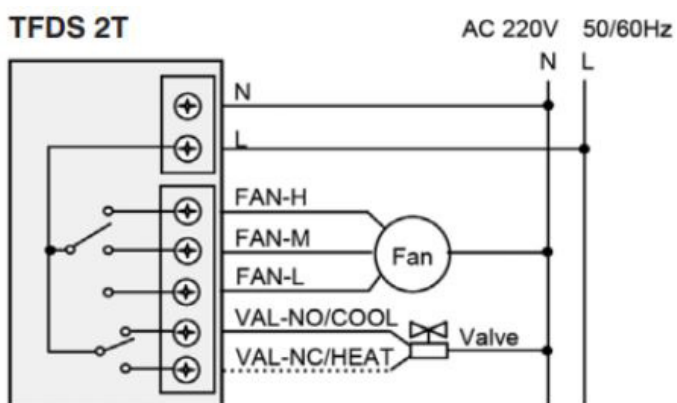 TFDS 2T
AC 220V 50/60Hz
N L
N
L
FAN-H
FAN-M
Fan
FAN-L
VAL-NO/COOL
Valve
VAL-NC/HEAT